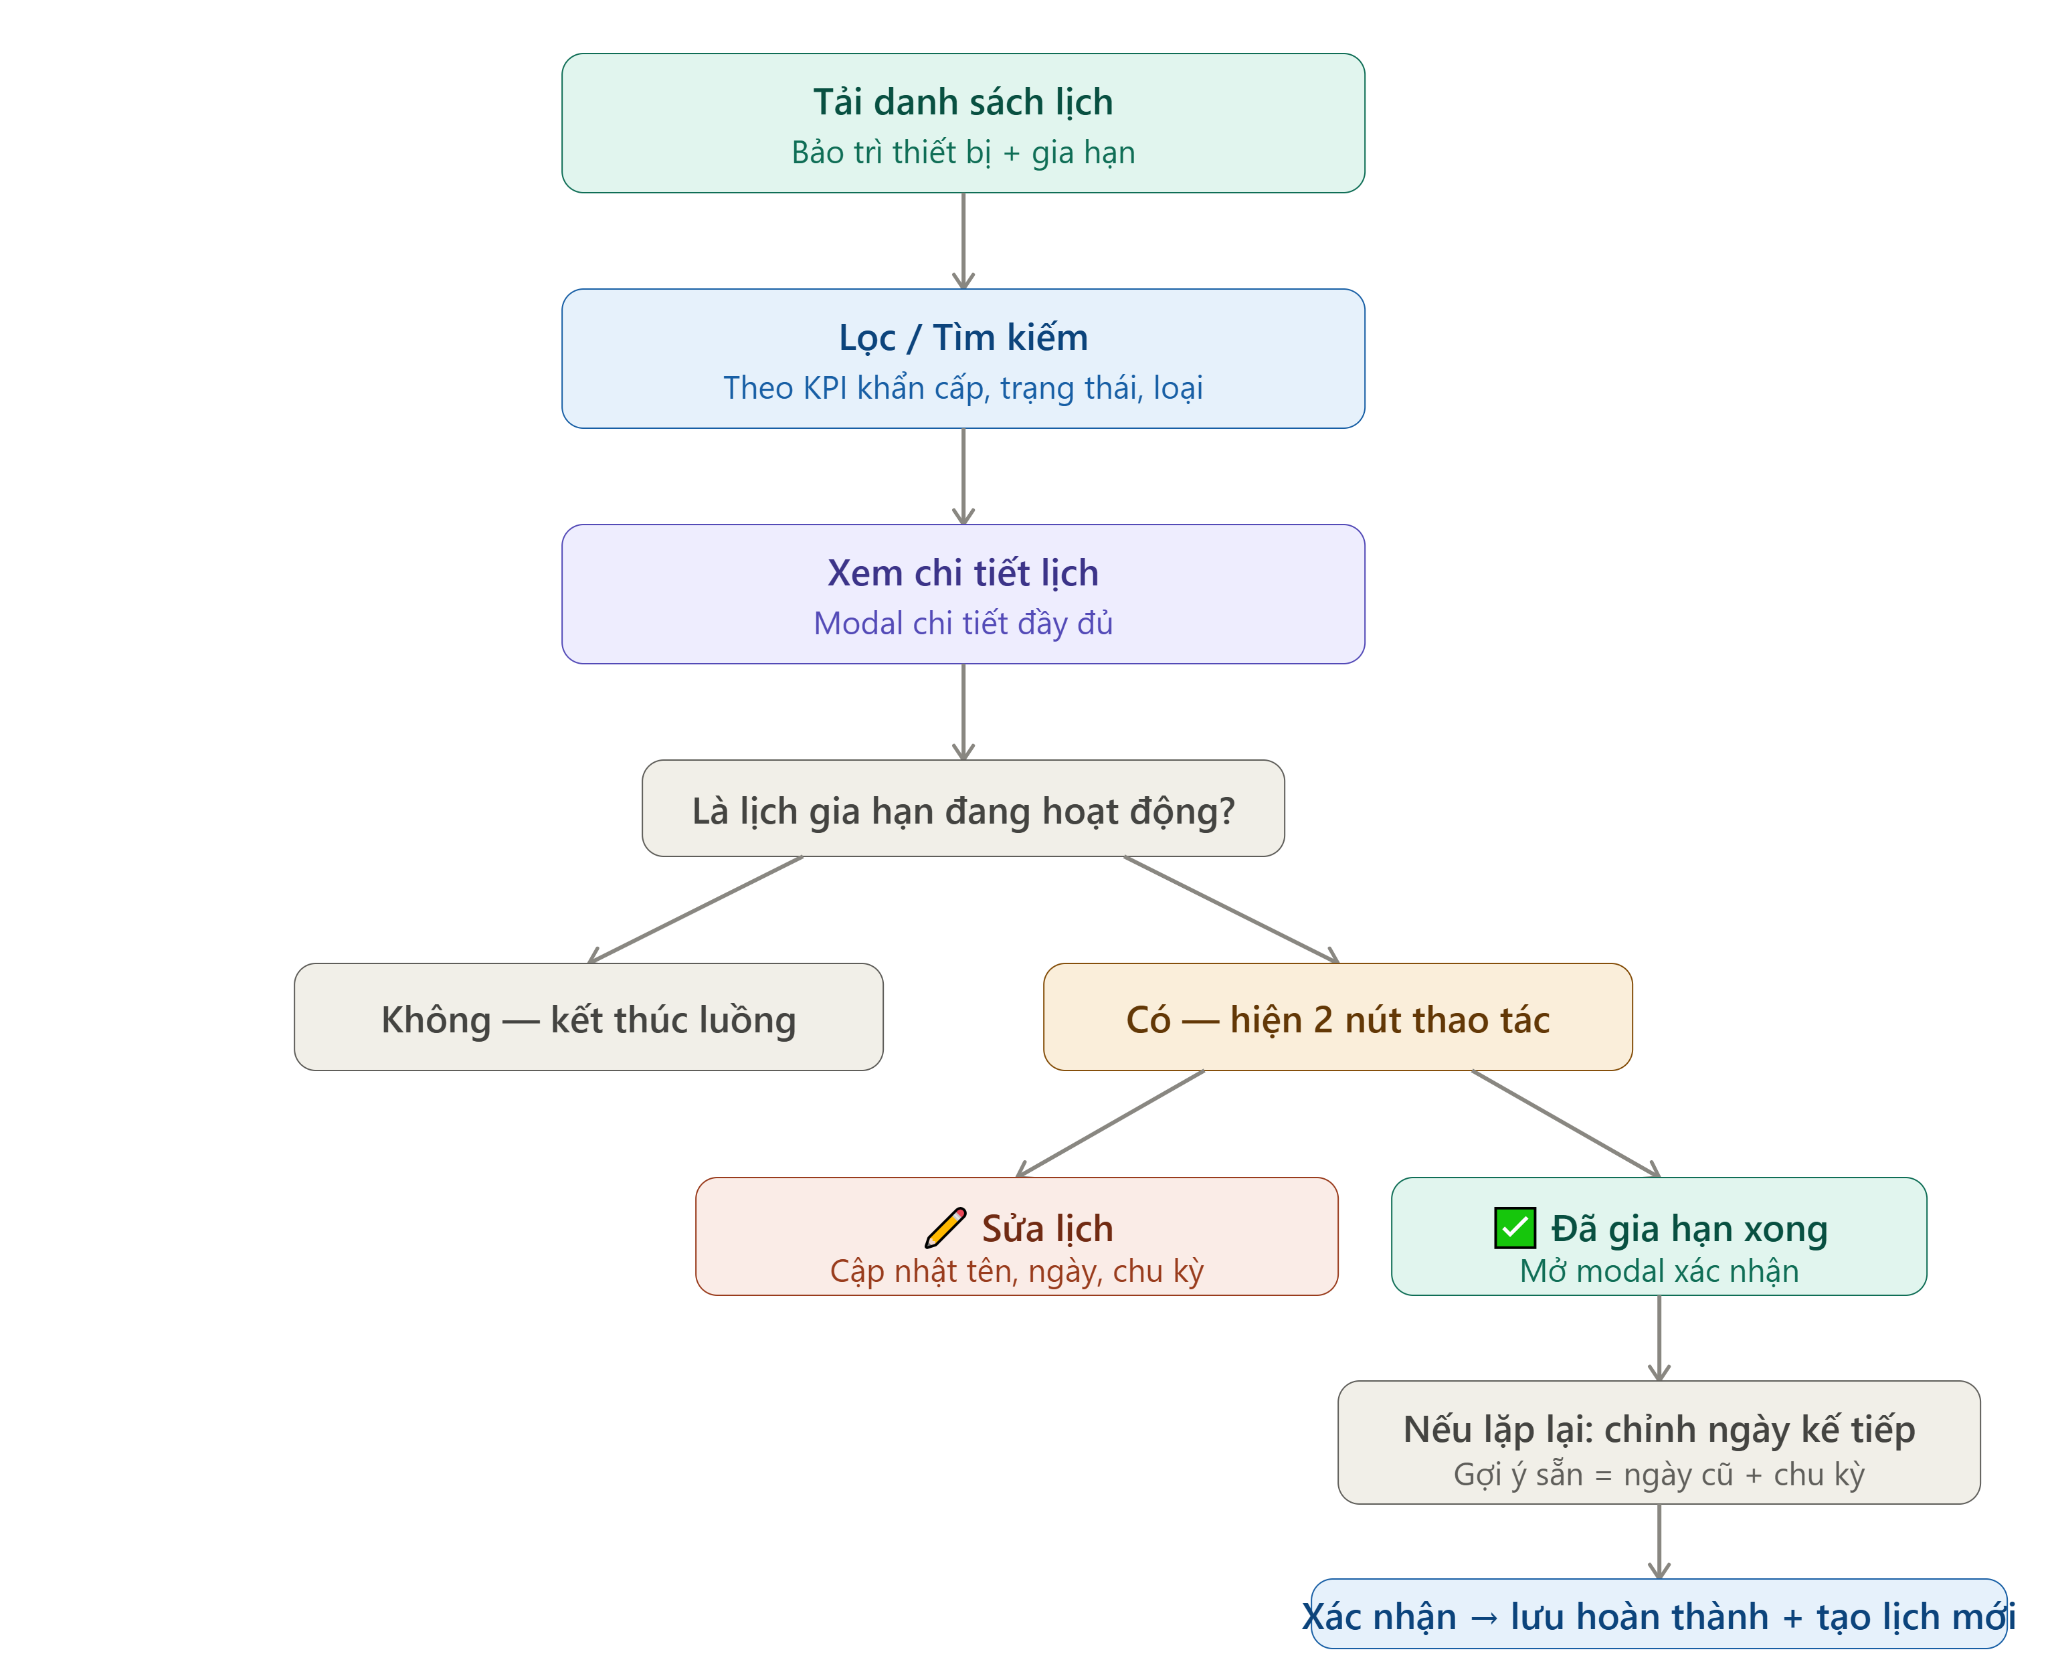 Tải danh sách lịch
Bảo trì thiết bị + gia hạn
Lọc / Tìm kiếm
Theo KPI khẩn cấp, trạng thái, loại
Xem chi tiết lịch
Modal chi tiết đầy đủ
Là lịch gia hạn đang hoạt động?
Không — kết thúc luồng
Có — hiện 2 nút thao tác
✏️ Sửa lịch
Cập nhật tên, ngày, chu kỳ
✅ Đã gia hạn xong
Mở modal xác nhận
Nếu lặp lại: chỉnh ngày kế tiếp
Gợi ý sẵn = ngày cũ + chu kỳ
Xác nhận → lưu hoàn thành + tạo lịch mới